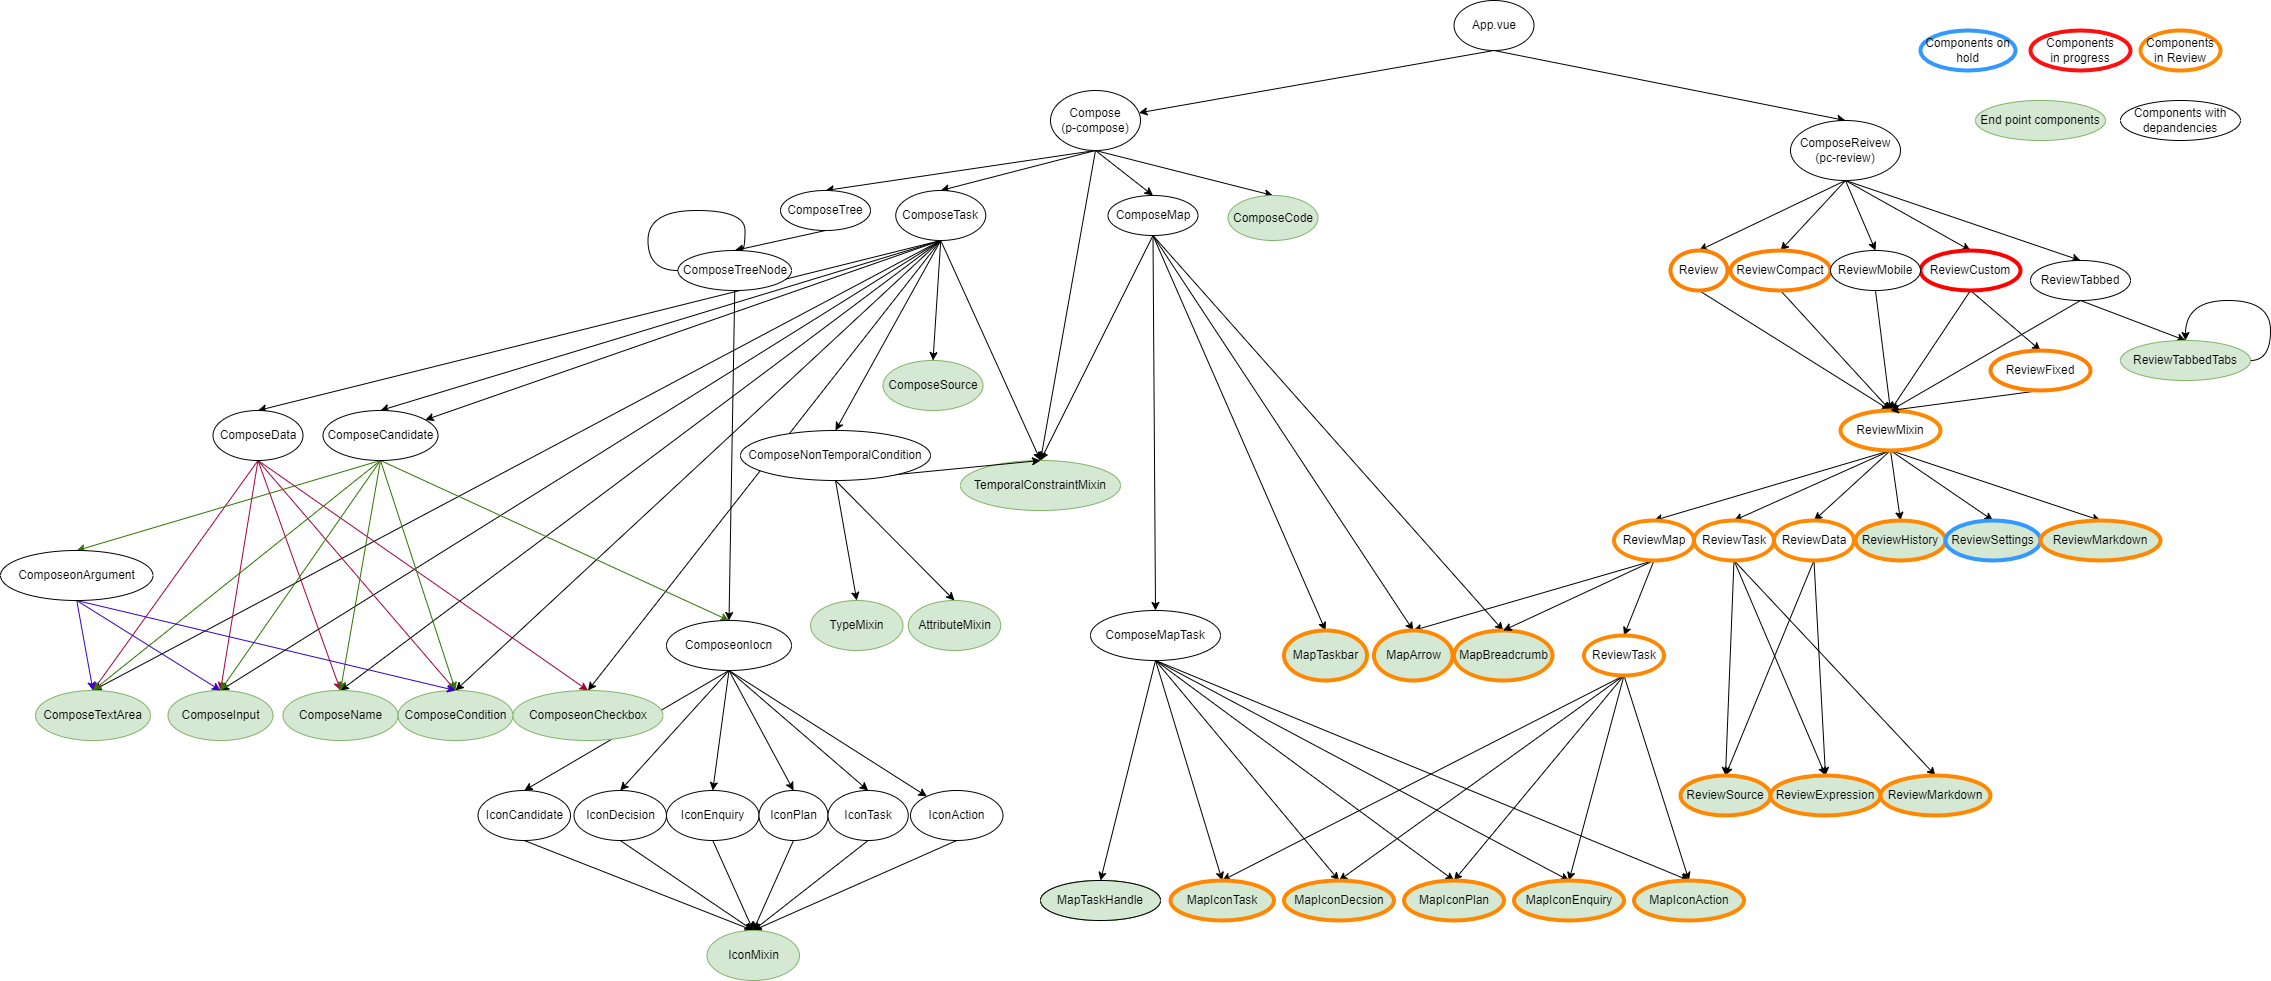 App.vue
Components on
hold
Components
in progress
Components
in Review
Compose
(p-compose)
End point components
Components with
depandencies
ComposeReivew
(pc-review)
ComposeTree
ComposeTask
ComposeMap
ComposeCode
ComposeTreeNode
Review
ReviewCompact
ReviewMobile
ReviewCustom
ReviewTabbed
ComposeSource
ReviewFixed
ReviewTabbedTabs
ComposeData
ComposeCandidate
ComposeNonTemporalCondition
TemporalConstraintMixin
ReviewMixin
ReviewMap
ReviewTask
ReviewData
ReviewHistory
ReviewSettings
ReviewMarkdown
ComposeonArgument
TypeMixin
AttributeMixin
ComposeonIocn
ComposeMapTask
MapTaskbar
MapArrow
MapBreadcrumb
ReviewTask
ComposeTextArea
ComposeInput
ComposeName
ComposeCondition
ComposeonCheckbox
ReviewSource
ReviewExpression
ReviewMarkdown
IconCandidate
IconDecision
IconEnquiry
IconPlan
IconTask
IconAction
MapTaskHandle
MapIconTask
MapIconDecsion
MapIconPlan
MapIconEnquiry
MapIconAction
IconMixin